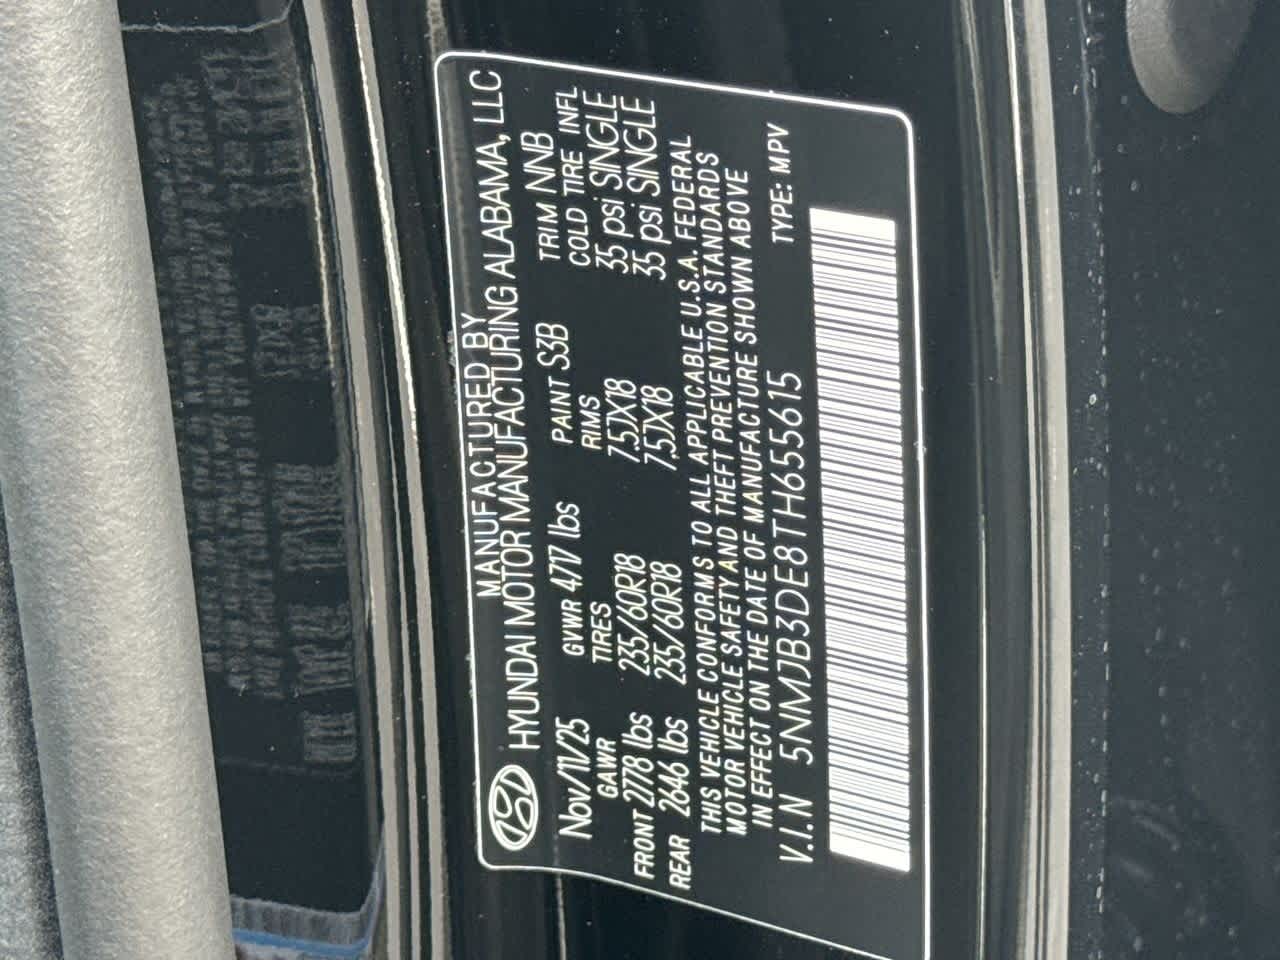 MANUFACTURED BY
HYUNDAI MOTOR MANUFACTURING ALABAMA, LLC
Nov/11/25 GVWR 4717 lbs PAINT S3B TRIM NNB
GAWR TIRES RIMS COLD TIRE INFL
FRONT 2778 lbs 235/60R18 7.5JX18 35 psi SINGLE
REAR 2646 lbs 235/60R18 7.5JX18 35 psi SINGLE
THIS VEHICLE CONFORMS TO ALL APPLICABLE U.S.A. FEDERAL
MOTOR VEHICLE SAFETY AND THEFT PREVENTION STANDARDS
IN EFFECT ON THE DATE OF MANUFACTURE SHOWN ABOVE
V.I.N 5NMJB3DE8TH655615 TYPE: MPV